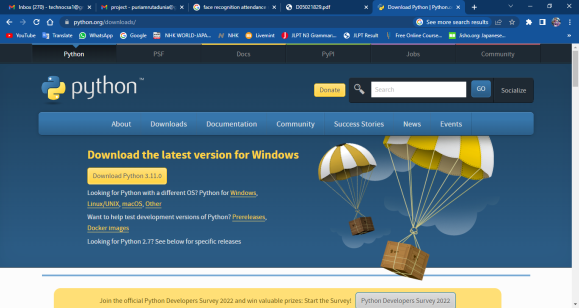 Inbox (270) - technocsa1@g
project - purianrutadunia@g
face recognition attendance
D05021829.pdf
Download Python | Python.o
python.org/downloads/
See more search results
YouTube
Translate
WhatsApp
Google
NHK WORLD-JAPA...
NHK
Livemint
JLPT N3 Grammar...
JLPT Result
Free Online Course...
Asha.org: Japanese...
Python
PSF
Docs
PyPI
Jobs
Community
python™
Donate
Search
GO
Socialize
About
Downloads
Documentation
Community
Success Stories
News
Events
Download the latest version for Windows
Download Python 3.11.0
Looking for Python with a different OS? Python for Windows,
Linux/UNIX, macOS, Other
Want to help test development versions of Python? Prereleases,
Docker images
Looking for Python 2.7? See below for specific releases
Join the official Python Developers Survey 2022 and win valuable prizes: Start the Survey!
Python Developers Survey 2022